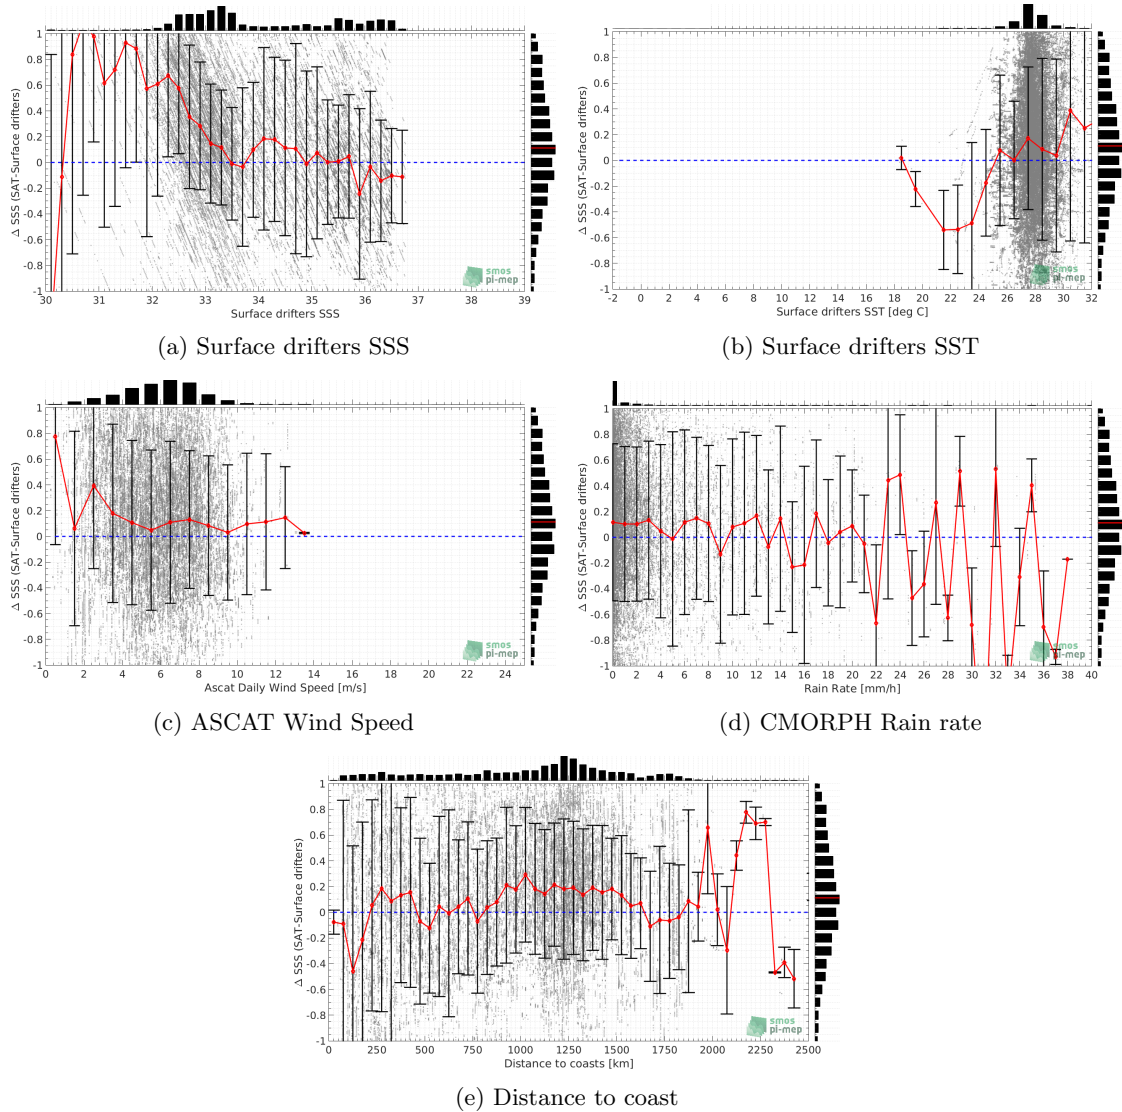 1
0.8
0.6
0.4
0.2
0
-0.2
-0.4
-0.6
-0.8
-1
Δ SSS (SAT-Surface drifters)
smos
pi-mep
30 31 32 33 34 35 36 37 38 39
Surface drifters SSS
(a) Surface drifters SSS
1
0.8
0.6
0.4
0.2
0
-0.2
-0.4
-0.6
-0.8
-1
Δ SSS (SAT-Surface drifters)
smos
pi-mep
-2 0 2 4 6 8 10 12 14 16 18 20 22 24 26 28 30 32
Surface drifters SST [deg C]
(b) Surface drifters SST
1
0.8
0.6
0.4
0.2
0
-0.2
-0.4
-0.6
-0.8
-1
Δ SSS (SAT-Surface drifters)
smos
pi-mep
0 2 4 6 8 10 12 14 16 18 20 22 24
Ascat Daily Wind Speed [m/s]
(c) ASCAT Wind Speed
1
0.8
0.6
0.4
0.2
0
-0.2
-0.4
-0.6
-0.8
-1
Δ SSS (SAT-Surface drifters)
smos
pi-mep
0 2 4 6 8 10 12 14 16 18 20 22 24 26 28 30 32 34 36 38 40
Rain Rate [mm/h]
(d) CMORPH Rain rate
1
0.8
0.6
0.4
0.2
0
-0.2
-0.4
-0.6
-0.8
-1
Δ SSS (SAT-Surface drifters)
smos
pi-mep
0 250 500 750 1000 1250 1500 1750 2000 2250 2500
Distance to coasts [km]
(e) Distance to coast